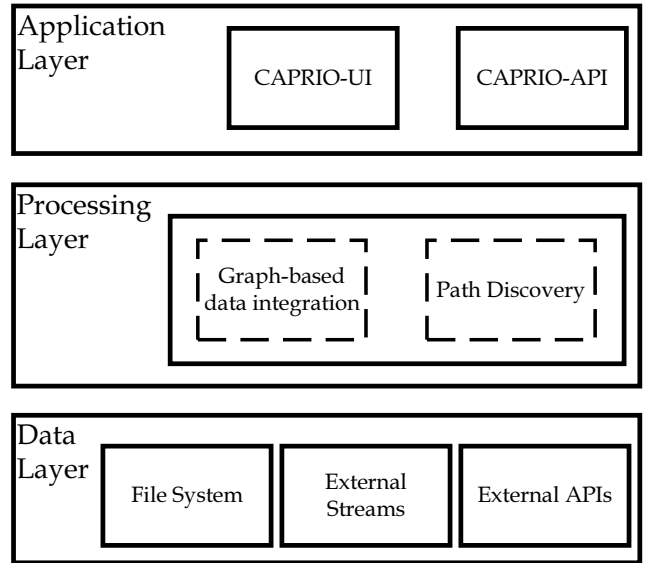 Application
Layer
CAPRIO-UI
CAPRIO-API
Processing
Layer
Graph-based
data integration
Path Discovery
Data
Layer
File System
External
Streams
External APIs